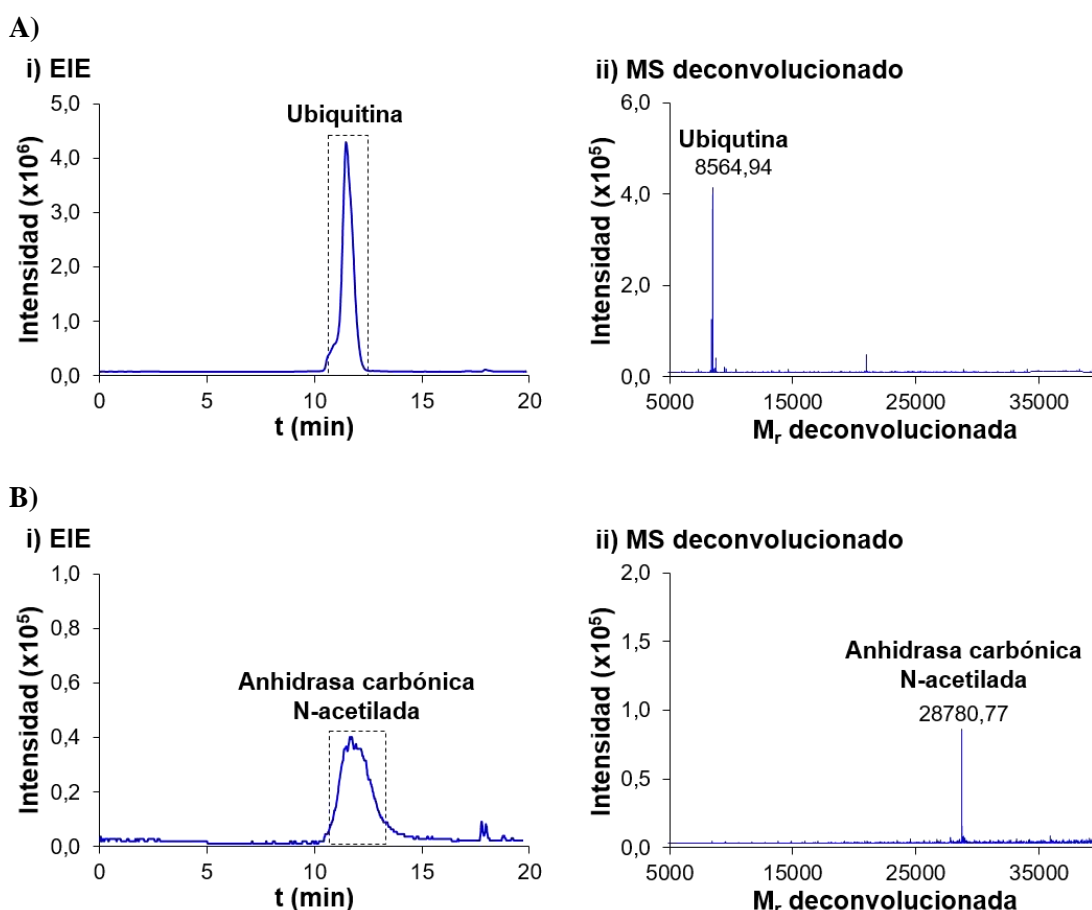 A)
i) EIE
Intensidad (x10⁶)
5,0
4,0
3,0
2,0
1,0
0,0
Ubiquitina
0 5 10 15 20
t (min)
ii) MS deconvolucionado
Intensidad (x10⁵)
6,0
4,0
2,0
0,0
Ubiqutina
8564,94
5000 15000 25000 35000
Mᵣ deconvolucionada
B)
i) EIE
Intensidad (x10⁵)
1,0
0,8
0,6
0,4
0,2
0,0
Anhidrasa carbónica
N-acetilada
0 5 10 15 20
t (min)
ii) MS deconvolucionado
Intensidad (x10⁵)
2,0
1,5
1,0
0,5
0,0
Anhidrasa carbónica
N-acetilada
28780,77
5000 15000 25000 35000
Mᵣ deconvolucionada